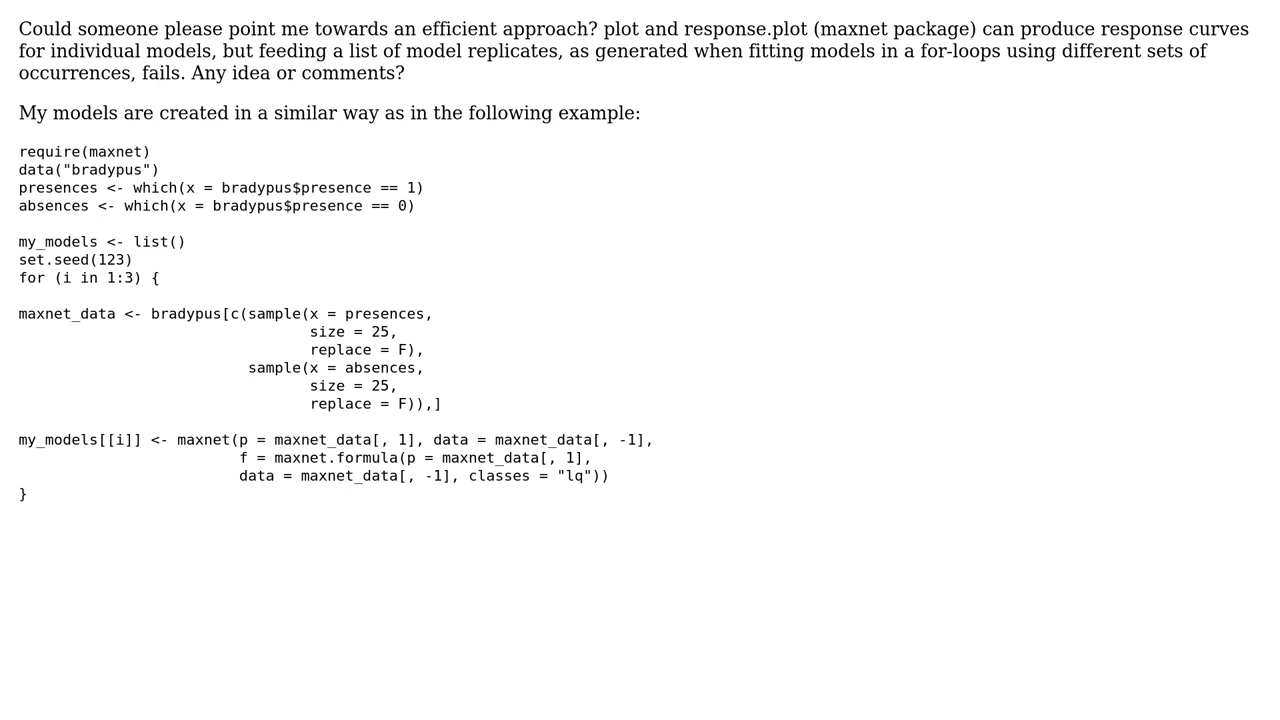 Could someone please point me towards an efficient approach? plot and response.plot (maxnet package) can produce response curves
for individual models, but feeding a list of model replicates, as generated when fitting models in a for-loops using different sets of
occurrences, fails. Any idea or comments?
My models are created in a similar way as in the following example:
require(maxnet)
data("bradypus")
presences <- which(x = bradypus$presence == 1)
absences <- which(x = bradypus$presence == 0)
my_models <- list()
set.seed(123)
for (i in 1:3) {
maxnet_data <- bradypus[c(sample(x = presences,
                                 size = 25,
                                 replace = F),
                          sample(x = absences,
                                 size = 25,
                                 replace = F)),]
my_models[[i]] <- maxnet(p = maxnet_data[, 1], data = maxnet_data[, -1],
                         f = maxnet.formula(p = maxnet_data[, 1],
                         data = maxnet_data[, -1], classes = "lq"))
}